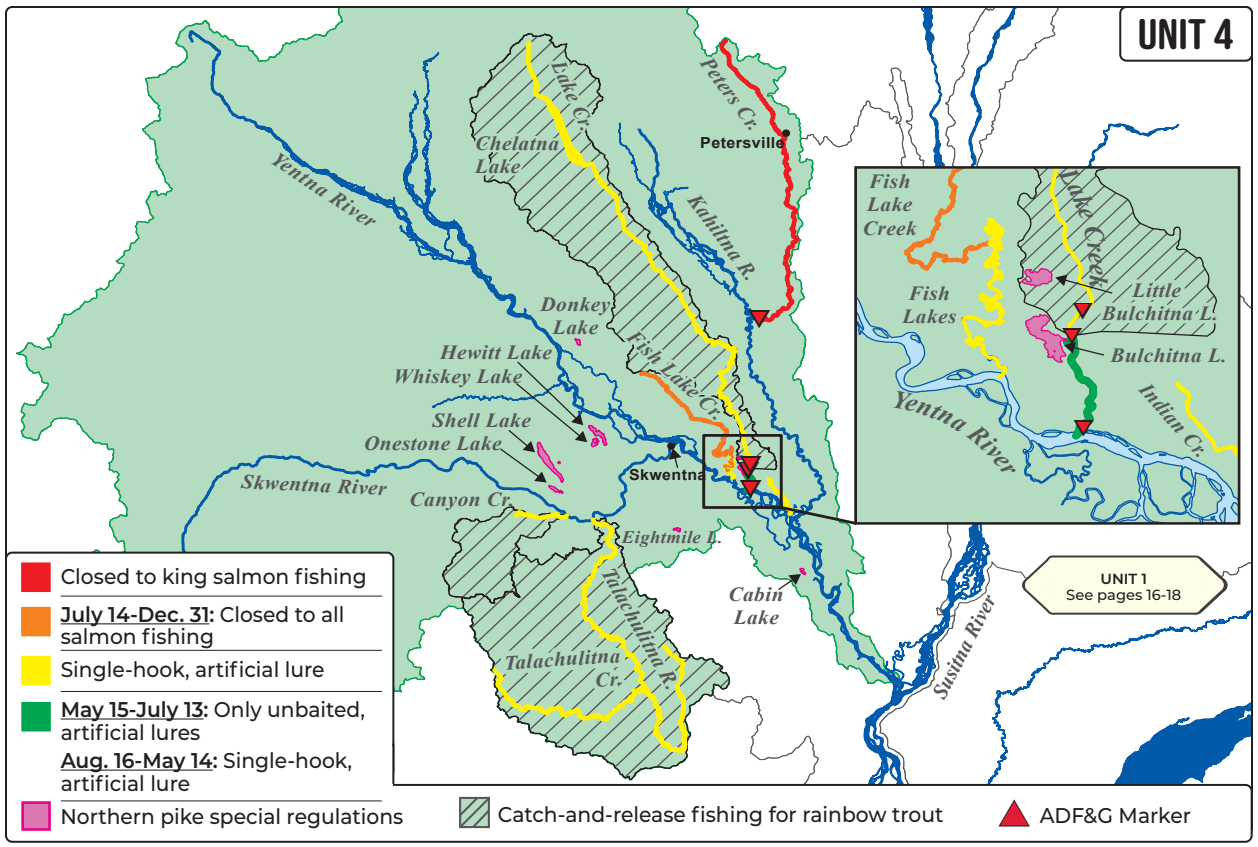 UNIT 4
Lake Cr.
Peters Cr.
Chelatna
Lake
Petersville
Yentna River
Kahiltna R.
Donkey
Lake
Hewitt Lake
Whiskey Lake
Fish Lake Cr.
Shell Lake
Onestone Lake
Skwentna
Skwentna River
Canyon Cr.
Eightmile L.
Cabin
Lake
Talachulitna R.
Talachulitna
Cr.
Susitna River
Fish
Lake
Creek
Lake Creek
Fish
Lakes
Little
Bulchitna L.
Bulchitna L.
Yentna River
Indian Cr.
UNIT 1
See pages 16-18
Closed to king salmon fishing
July 14-Dec. 31: Closed to all
salmon fishing
Single-hook, artificial lure
May 15-July 13: Only unbaited,
artificial lures
Aug. 16-May 14: Single-hook,
artificial lure
Northern pike special regulations
Catch-and-release fishing for rainbow trout
ADF&G Marker